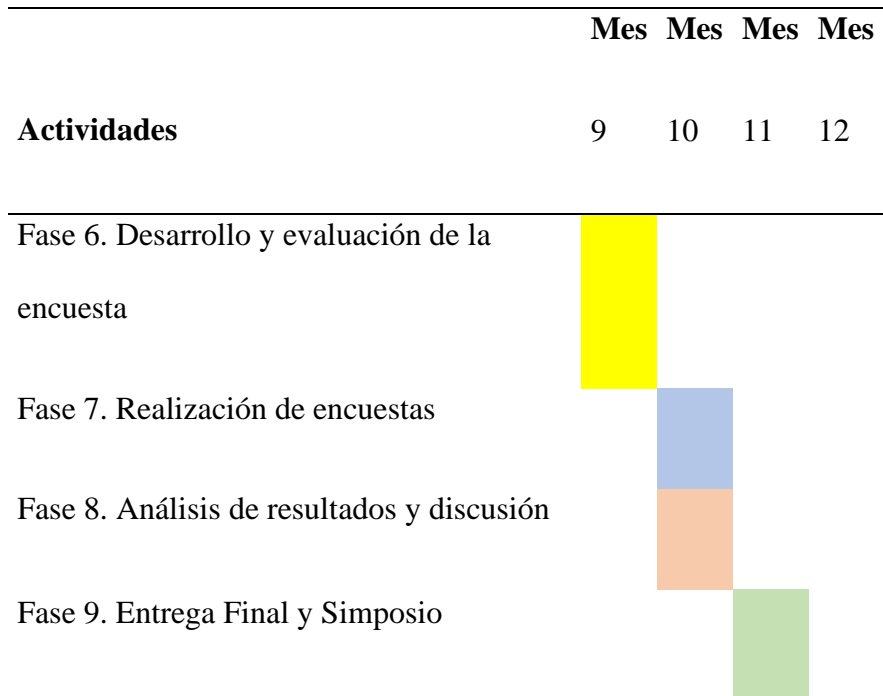 Mes Mes Mes Mes
Actividades 9 10 11 12
Fase 6. Desarrollo y evaluación de la
encuesta
Fase 7. Realización de encuestas
Fase 8. Análisis de resultados y discusión
Fase 9. Entrega Final y Simposio